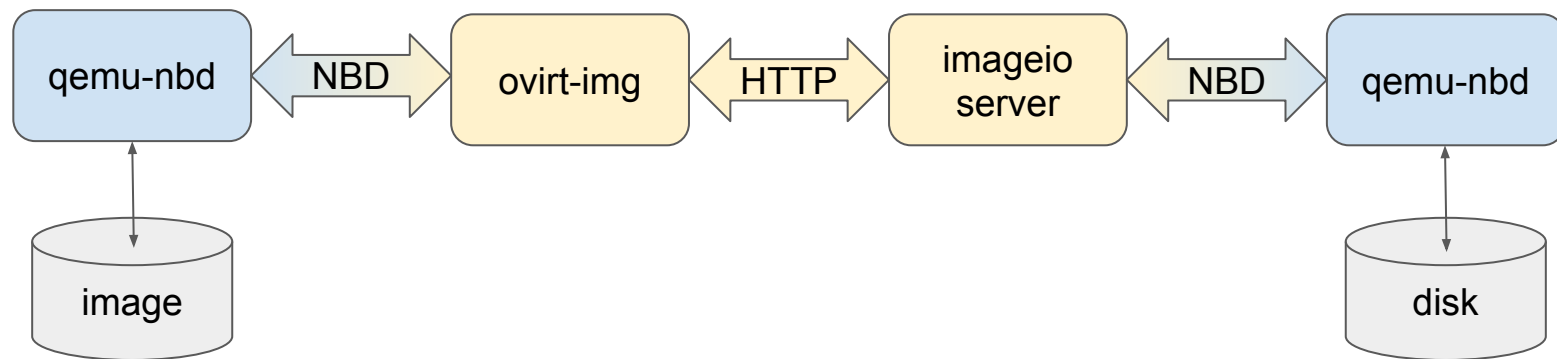 qemu-nbd
NBD
ovirt-img
HTTP
imageio
server
NBD
qemu-nbd
image
disk